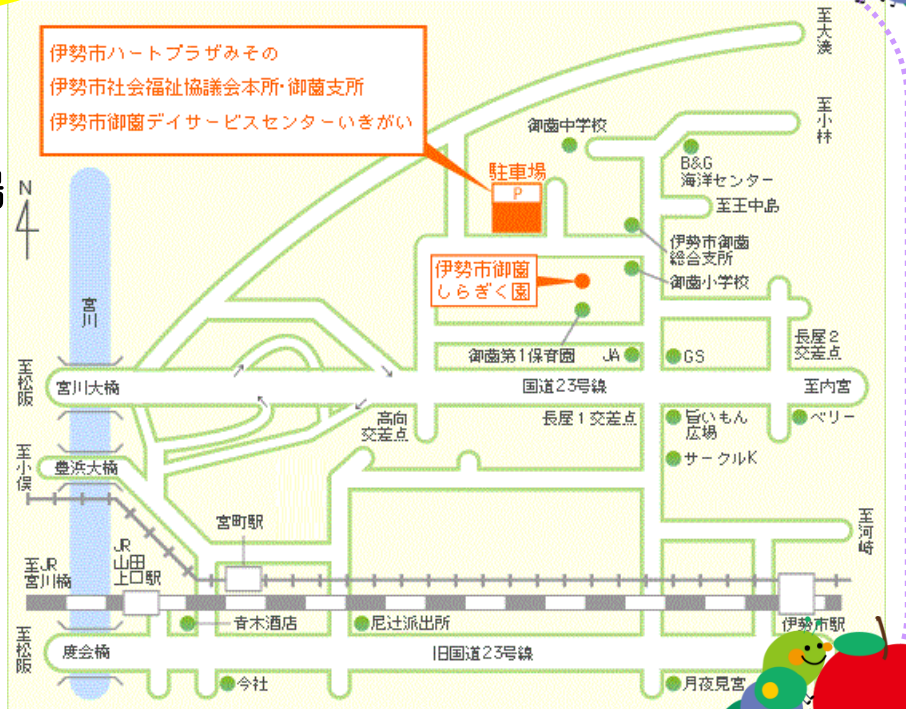 伊勢市ハートプラザみその
伊勢市社会福祉協議会本所・御薗支所
伊勢市御薗デイサービスセンターいきがい
至大湊
至小林
御薗中学校
B&G
海洋センター
駐車場
P
N
至王中島
伊勢市御薗
総合支所
伊勢市御薗
しらぎく園
御薗小学校
宮川
御薗第1保育園
JA
GS
長屋2
交差点
至松阪
宮川大橋
国道23号線
至内宮
高向
交差点
長屋1交差点
旨いもん
広場
ベリー
至小俣
豊浜大橋
サークルK
宮町駅
至河崎
JR
山田
上口駅
至JR
宮川橋
青木酒店
尼辻派出所
伊勢市駅
至松阪
度会橋
旧国道23号線
今社
月夜見宮